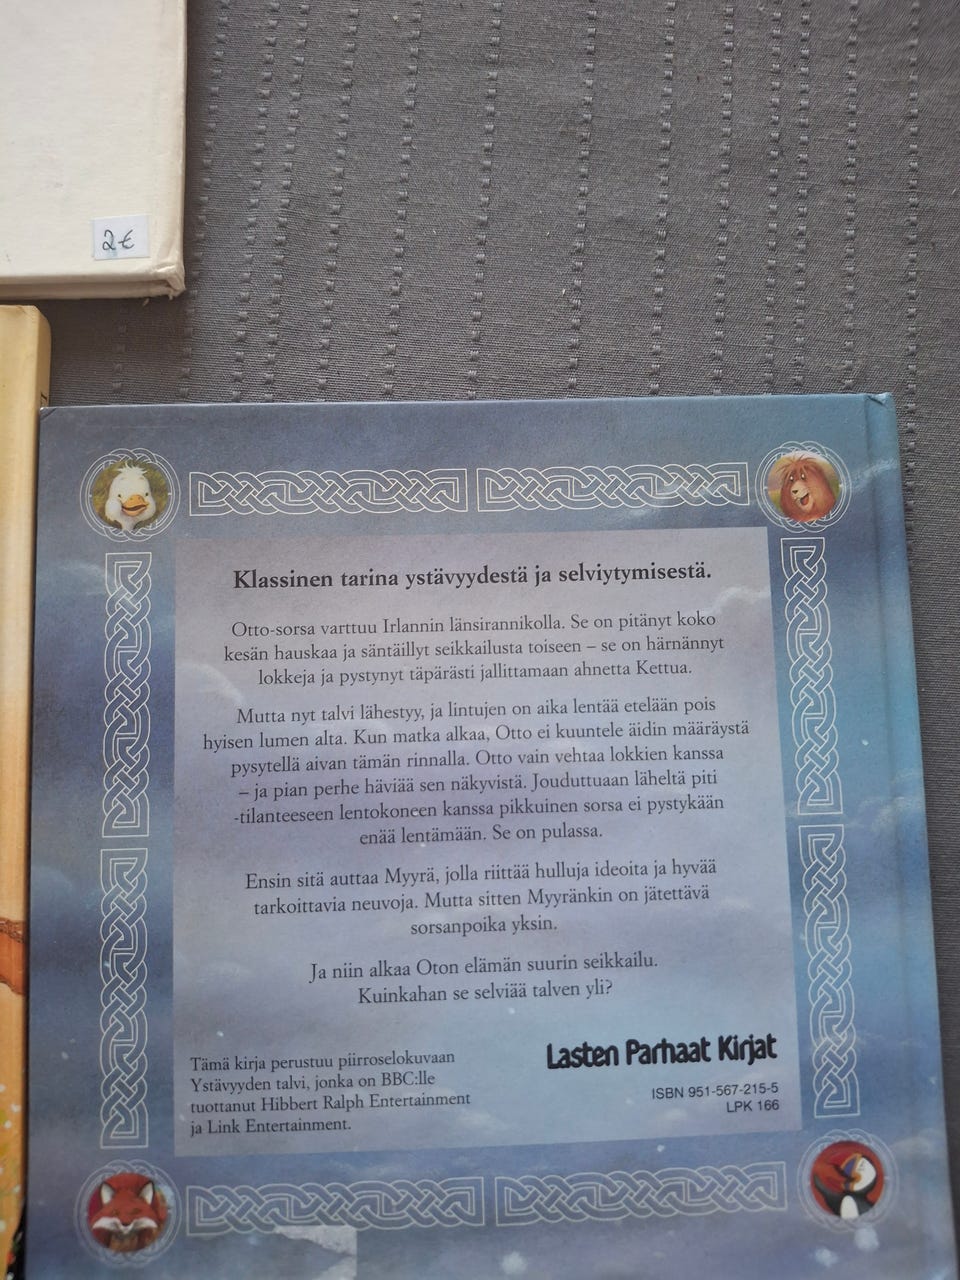 2€
Klassinen tarina ystävyydestä ja selviytymisestä.
Otto-sorsa varttuu Irlannin länsirannikolla. Se on pitänyt koko
kesän hauskaa ja säntäillyt seikkailusta toiseen – se on härnännyt
lokkeja ja pystynyt täpärästi jallittamaan ahnetta Kettua.
Mutta nyt talvi lähestyy, ja lintujen on aika lentää etelään pois
hyisen lumen alta. Kun matka alkaa, Otto ei kuuntele äidin määräystä
pysytellä aivan tämän rinnalla. Otto vain vehtaa lokkien kanssa
– ja pian perhe häviää sen näkyvistä. Jouduttuaan läheltä piti
-tilanteeseen lentokoneen kanssa pikkuinen sorsa ei pystykään
enää lentämään. Se on pulassa.
Ensin sitä auttaa Myyrä, jolla riittää hulluja ideoita ja hyvää
tarkoittavia neuvoja. Mutta sitten Myyränkin on jätettävä
sorsanpoika yksin.
Ja niin alkaa Oton elämän suurin seikkailu.
Kuinkahan se selviää talven yli?
Tämä kirja perustuu piirroselokuvaan
Ystävyyden talvi, jonka on BBC:lle
tuottanut Hibbert Ralph Entertainment
ja Link Entertainment.
Lasten Parhaat Kirjat
ISBN 951-567-215-5
LPK 166